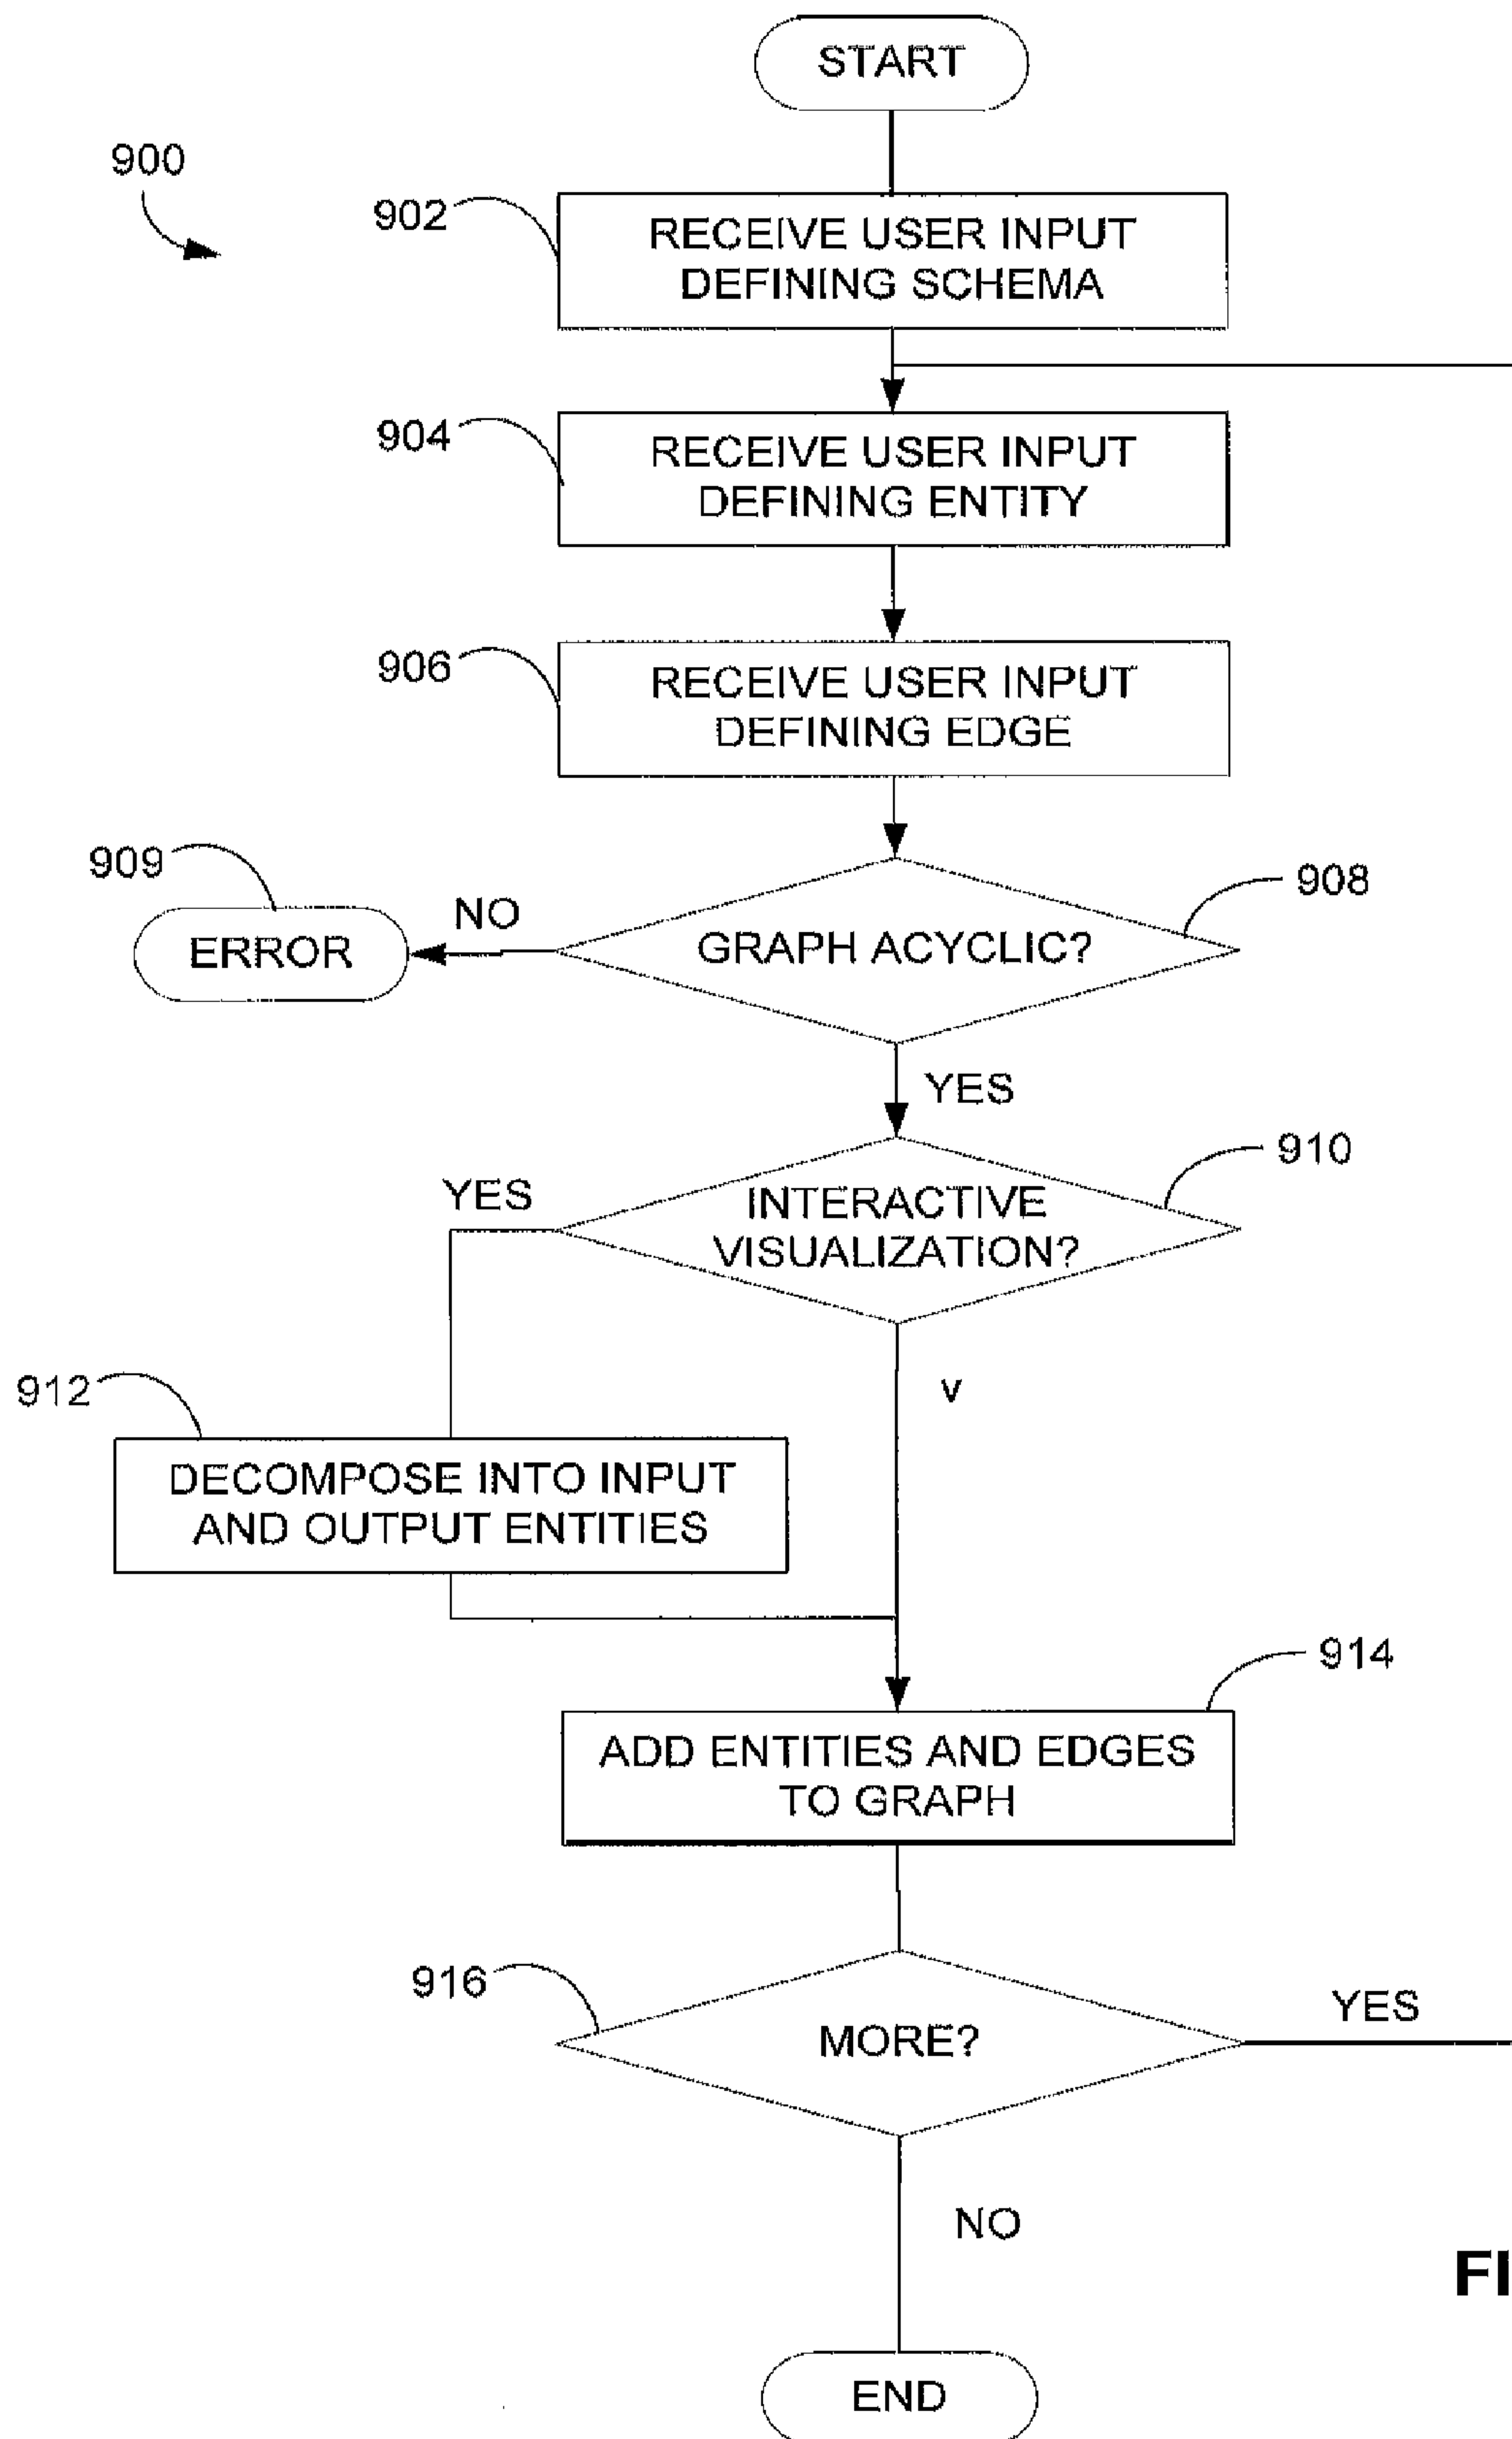 START
900
902
RECEIVE USER INPUT
DEFINING SCHEMA
904
RECEIVE USER INPUT
DEFINING ENTITY
906
RECEIVE USER INPUT
DEFINING EDGE
909
908
NO
ERROR
GRAPH ACYCLIC?
YES
910
YES
INTERACTIVE
VISUALIZATION?
912
v
DECOMPOSE INTO INPUT
AND OUTPUT ENTITIES
914
ADD ENTITIES AND EDGES
TO GRAPH
916
YES
MORE?
NO
FI
END